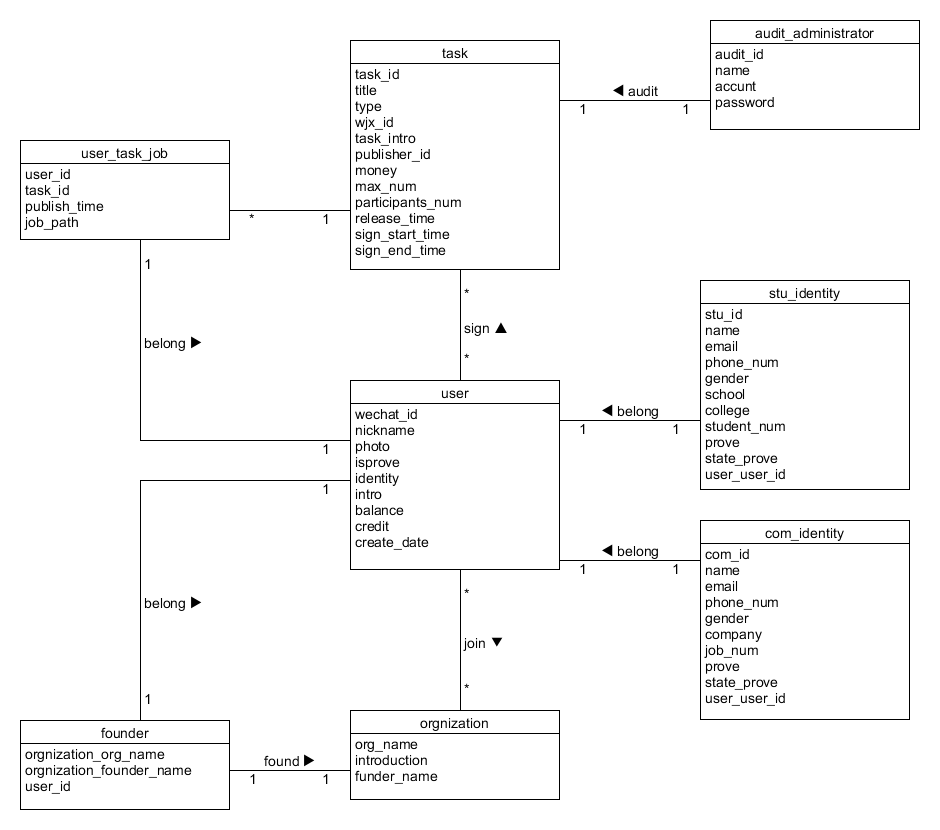 audit_administrator
audit_id
name
accunt
password
task
task_id
title
type
wjx_id
task_intro
publisher_id
money
max_num
participants_num
release_time
sign_start_time
sign_end_time
◀ audit
1 1
user_task_job
user_id
task_id
publish_time
job_path
* 1
1
belong ▶
1
*
sign ▲
*
stu_identity
stu_id
name
email
phone_num
gender
school
college
student_num
prove
state_prove
user_user_id
user
wechat_id
nickname
photo
isprove
identity
intro
balance
credit
create_date
◀ belong
1 1
1
belong ▶
1
com_identity
com_id
name
email
phone_num
gender
company
job_num
prove
state_prove
user_user_id
◀ belong
1 1
*
join ▼
*
founder
orgnization_org_name
orgnization_founder_name
user_id
found ▶
1 1
orgnization
org_name
introduction
funder_name